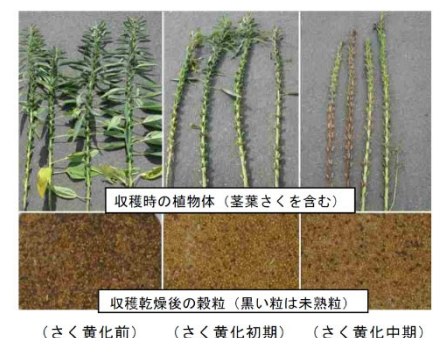 収穫時の植物体（茎葉さくを含む）
収穫乾燥後の穀粒（黒い粒は未熟粒）
（さく黄化前）　（さく黄化初期）　（さく黄化中期）